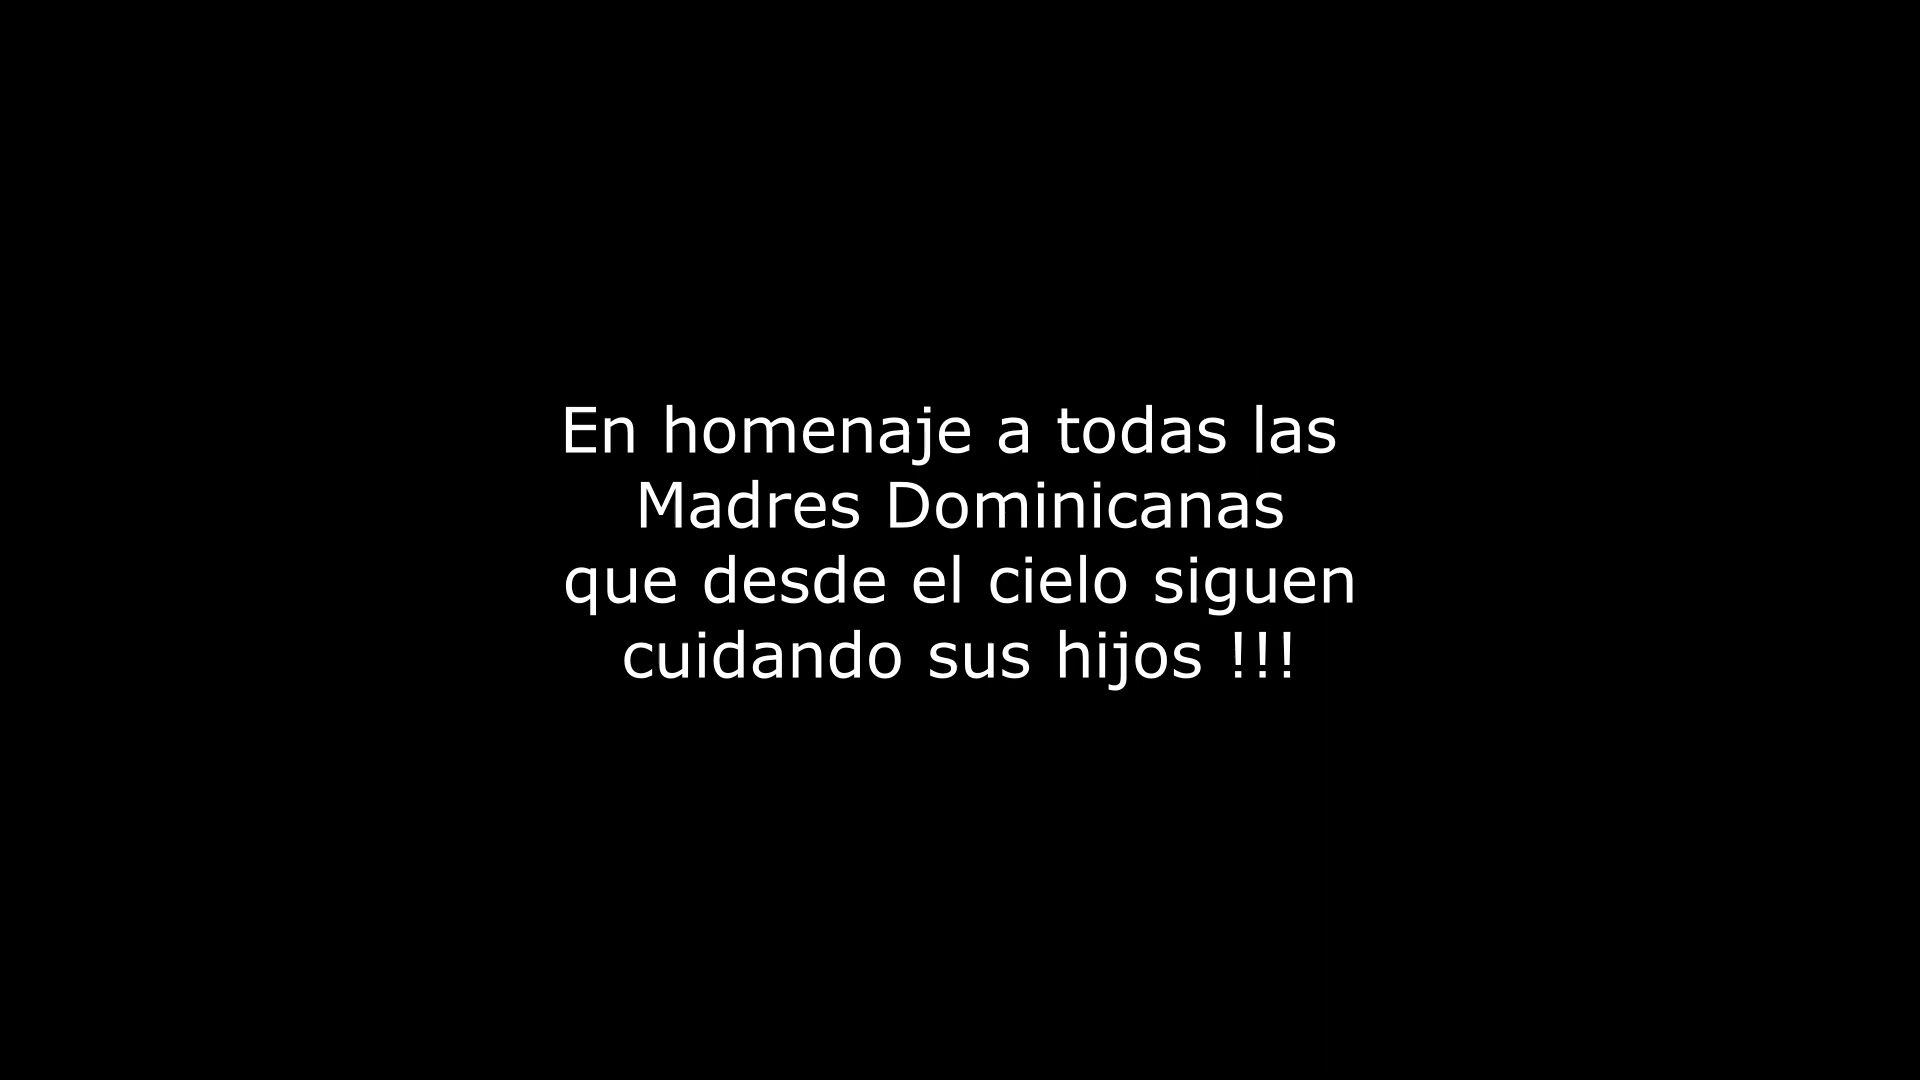 En homenaje a todas las
Madres Dominicanas
que desde el cielo siguen
cuidando sus hijos !!!